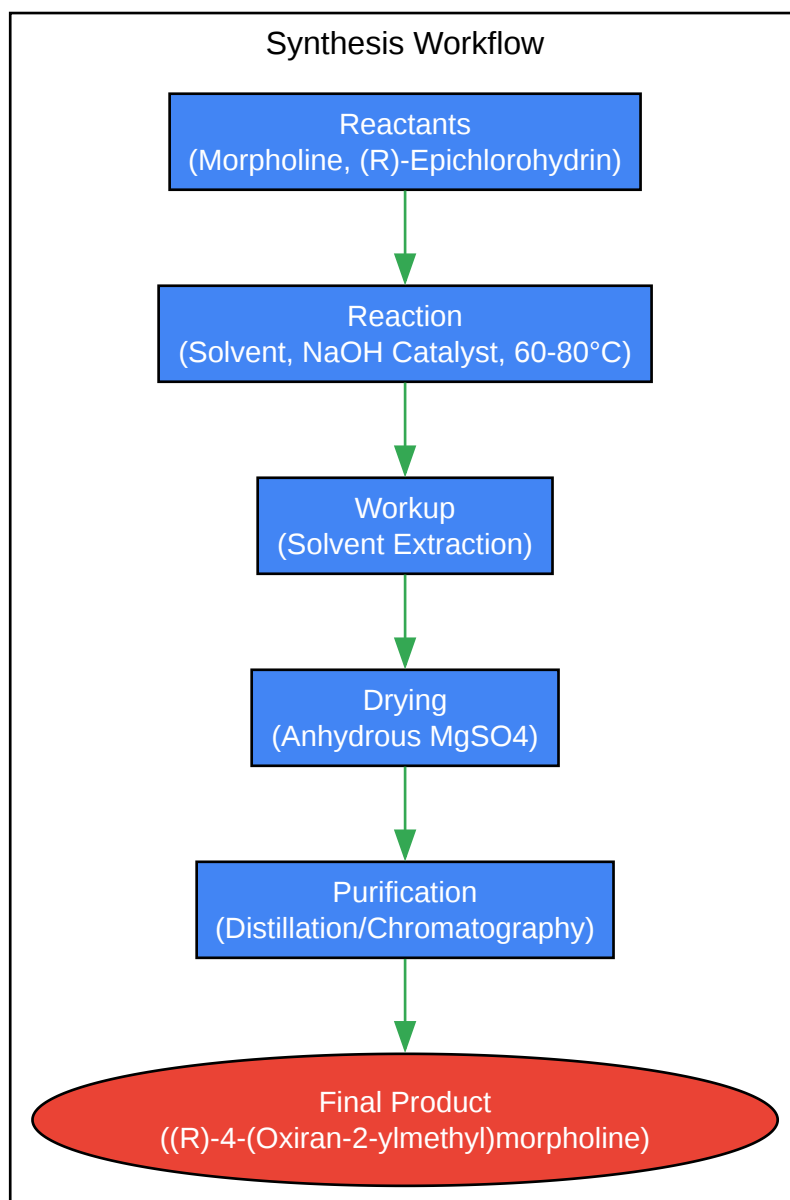 Synthesis Workflow
Reactants
(Morpholine, (R)-Epichlorohydrin)
Reaction
(Solvent, NaOH Catalyst, 60-80°C)
Workup
(Solvent Extraction)
Drying
(Anhydrous MgSO4)
Purification
(Distillation/Chromatography)
Final Product
((R)-4-(Oxiran-2-ylmethyl)morpholine)